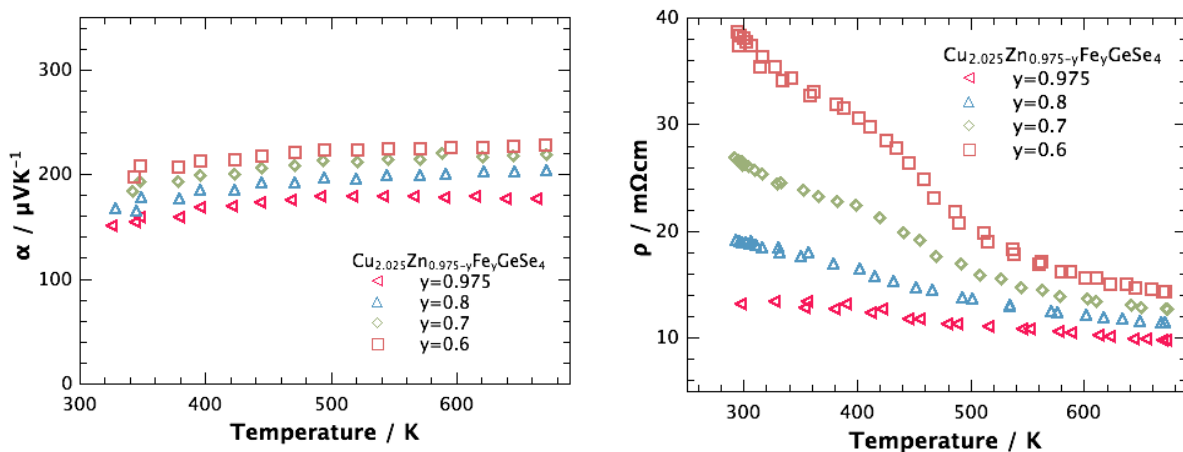 α / μVK⁻¹
300
200
100
0
300
400
500
600
Temperature / K
Cu₂.₀₂₅Zn₀.₉₇₅₋yFeyGeSe₄
y=0.975
y=0.8
y=0.7
y=0.6
ρ / mΩcm
40
30
20
10
300
400
500
600
Temperature / K
Cu₂.₀₂₅Zn₀.₉₇₅₋yFeyGeSe₄
y=0.975
y=0.8
y=0.7
y=0.6